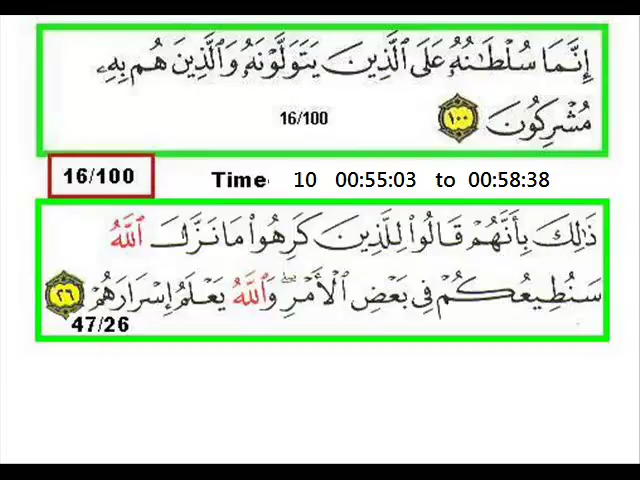 إِنَّمَا سُلْطَـٰنُهُۥ عَلَى ٱلَّذِينَ يَتَوَلَّوْنَهُۥ وَٱلَّذِينَ هُم بِهِۦ
مُشْرِكُونَ ١٠٠
16/100
16/100 Time 10 00:55:03 to 00:58:38
ذَٰلِكَ بِأَنَّهُمْ قَالُوا۟ لِلَّذِينَ كَرِهُوا۟ مَا نَزَّلَ ٱللَّهُ
سَنُطِيعُكُمْ فِى بَعْضِ ٱلْأَمْرِ ۖ وَٱللَّهُ يَعْلَمُ إِسْرَارَهُمْ ٢٦
47/26